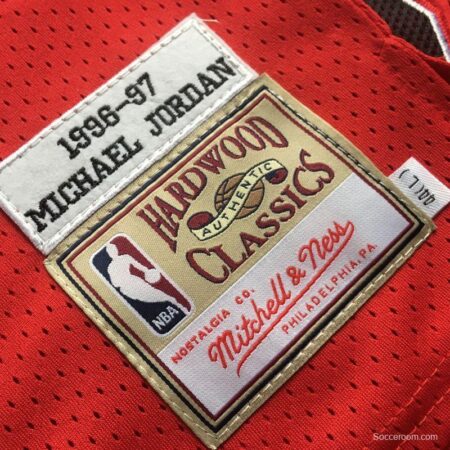 1996-97
MICHAEL JORDAN
HARDWOOD
AUTHENTIC
CLASSICS
NBA
NOSTALGIA CO.
Mitchell & Ness
PHILADELPHIA, PA.
Socceroom.com